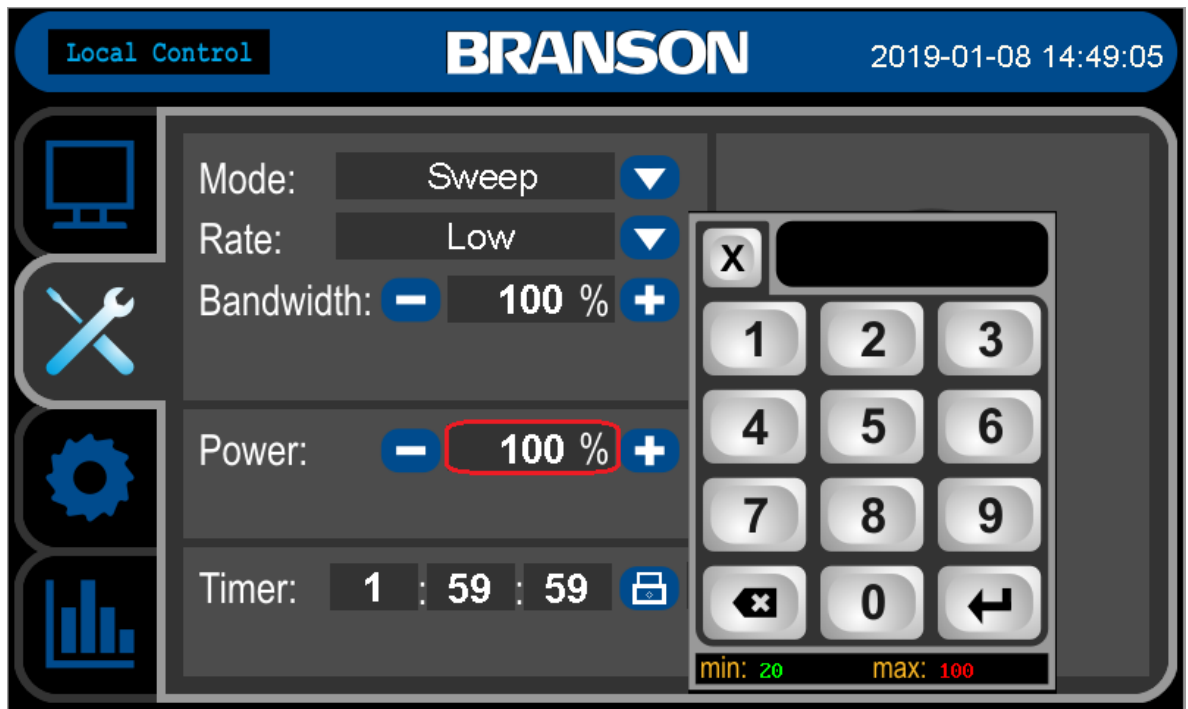 Local Control BRANSON 2019-01-08 14:49:05
Mode: Sweep
Rate: Low
Bandwidth: 100 %
Power: 100 %
Timer: 1 : 59 : 59
X
1 2 3
4 5 6
7 8 9
0
min: 20 max: 100